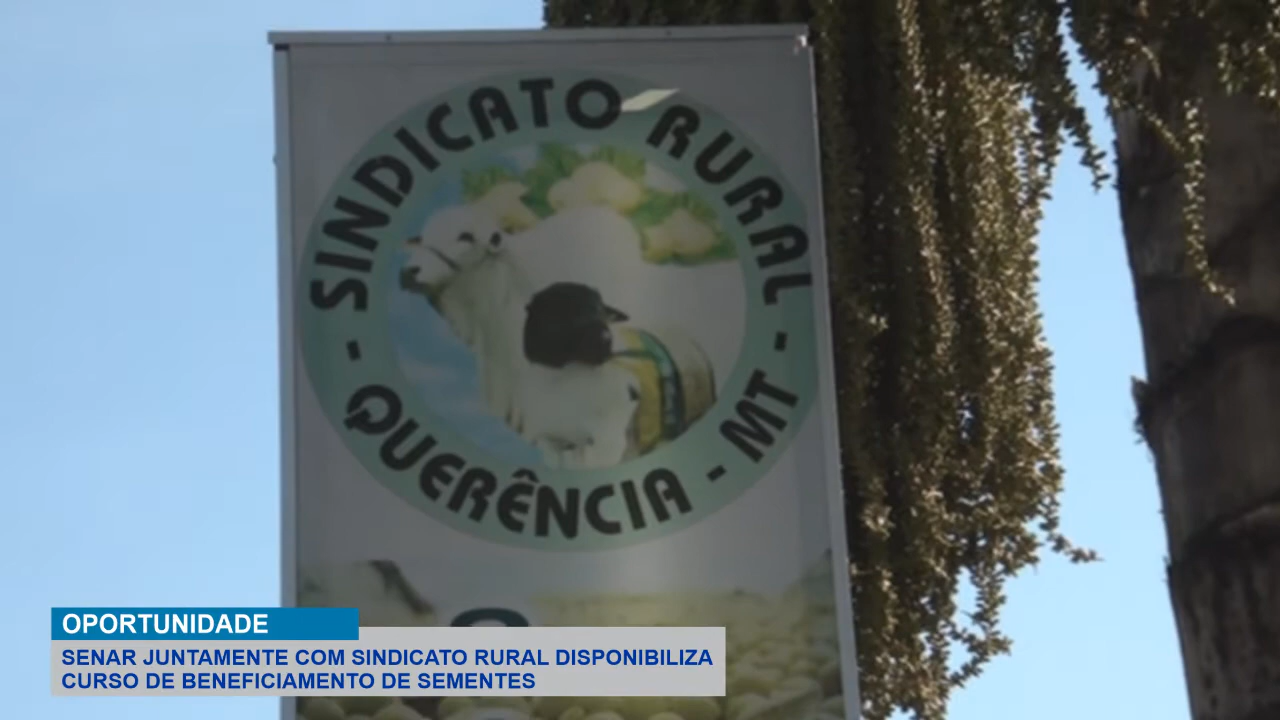 SINDICATO RURAL
- QUERÊNCIA - MT -
OPORTUNIDADE
SENAR JUNTAMENTE COM SINDICATO RURAL DISPONIBILIZA
CURSO DE BENEFICIAMENTO DE SEMENTES